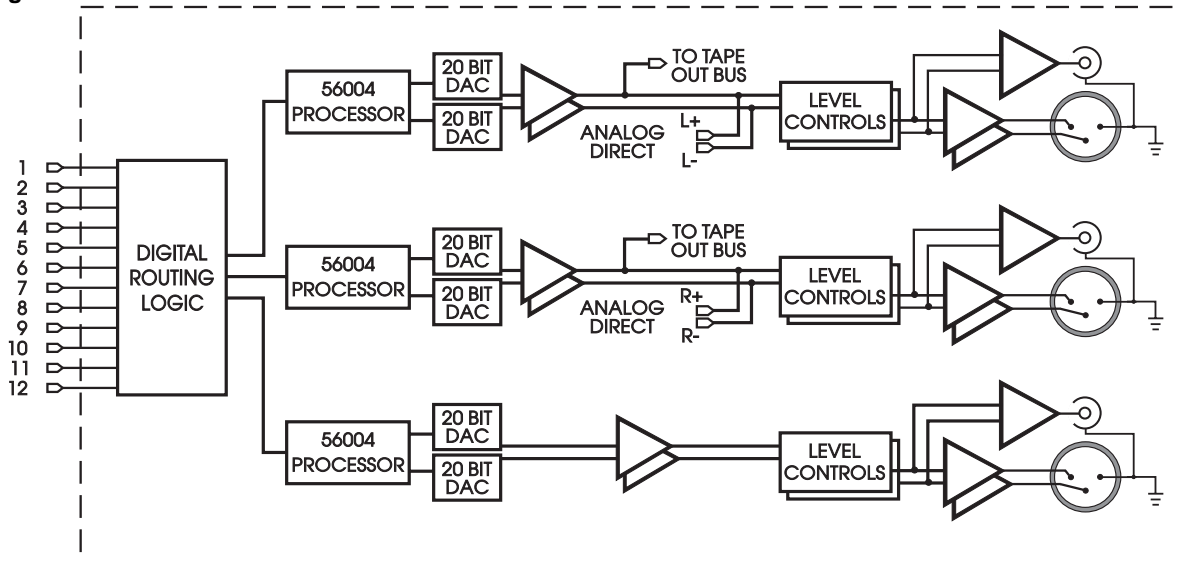 g
1
2
3
4
5
6
7
8
9
10
11
12
DIGITAL
ROUTING
LOGIC
56004
PROCESSOR
20 BIT
DAC
20 BIT
DAC
TO TAPE
OUT BUS
ANALOG
DIRECT
L+
L-
LEVEL
CONTROLS
56004
PROCESSOR
20 BIT
DAC
20 BIT
DAC
TO TAPE
OUT BUS
ANALOG
DIRECT
R+
R-
LEVEL
CONTROLS
56004
PROCESSOR
20 BIT
DAC
20 BIT
DAC
LEVEL
CONTROLS